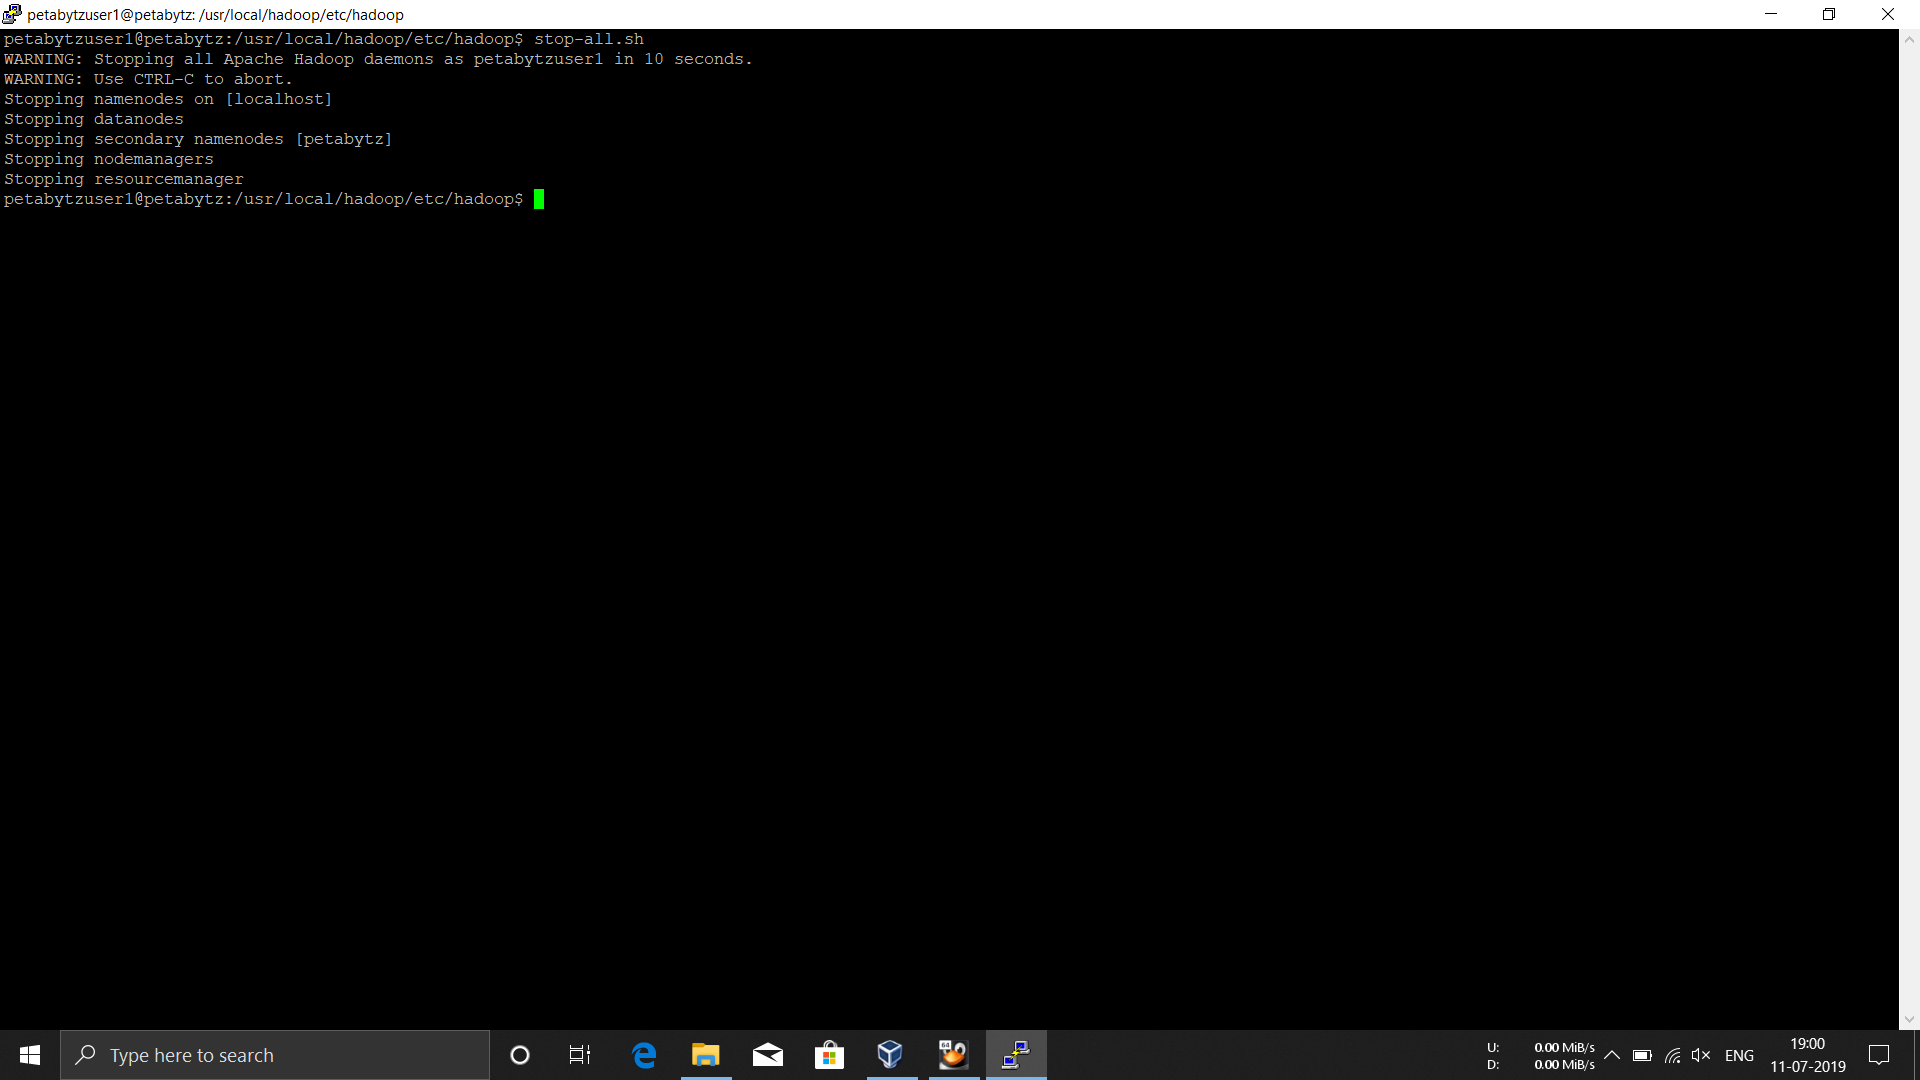 petabytzuser1@petabytz: /usr/local/hadoop/etc/hadoop
petabytzuser1@petabytz:/usr/local/hadoop/etc/hadoop$ stop-all.sh
WARNING: Stopping all Apache Hadoop daemons as petabytzuser1 in 10 seconds.
WARNING: Use CTRL-C to abort.
Stopping namenodes on [localhost]
Stopping datanodes
Stopping secondary namenodes [petabytz]
Stopping nodemanagers
Stopping resourcemanager
petabytzuser1@petabytz:/usr/local/hadoop/etc/hadoop$
Type here to search
64
U: 0.00 MiB/s
D: 0.00 MiB/s
ENG
19:00
11-07-2019